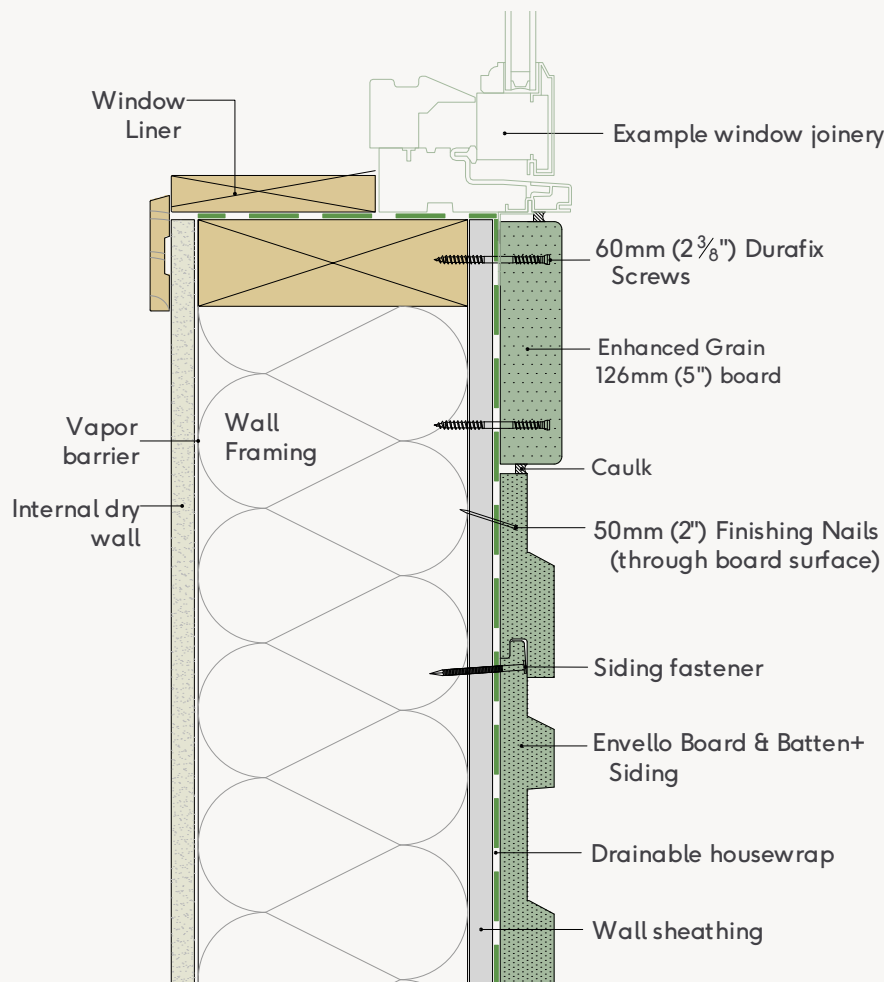 Window
Liner
Example window joinery
60mm (2 ⅜") Durafix
Screws
Enhanced Grain
126mm (5") board
Vapor
barrier
Wall
Framing
Caulk
Internal dry
wall
50mm (2") Finishing Nails
(through board surface)
Siding fastener
Envello Board & Batten+
Siding
Drainable housewrap
Wall sheathing